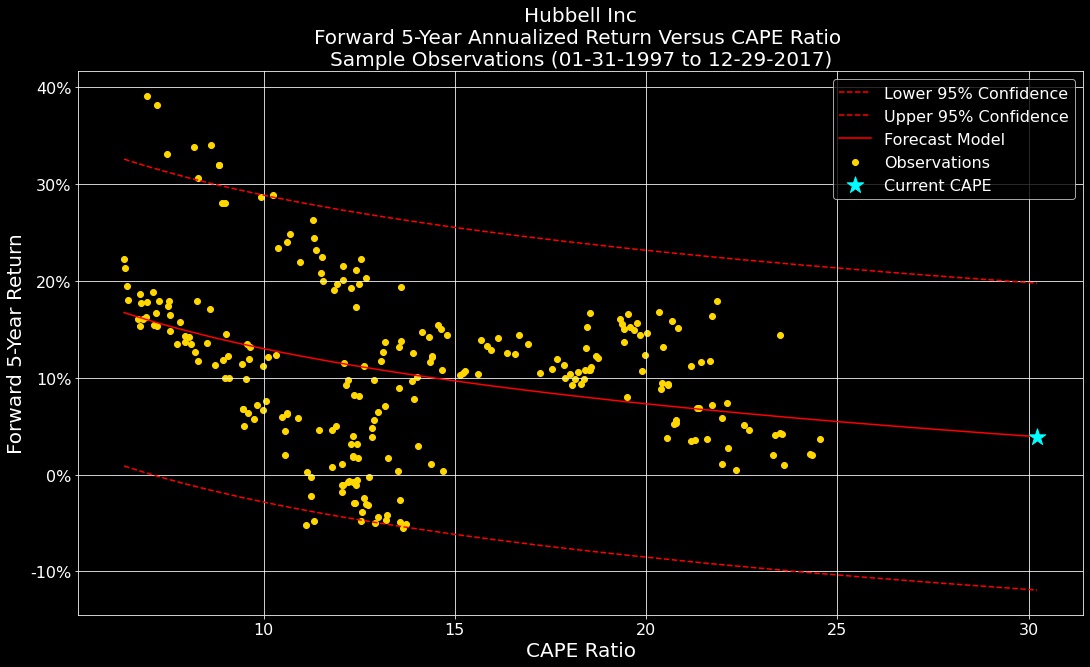 Hubbell Inc
Forward 5-Year Annualized Return Versus CAPE Ratio
Sample Observations (01-31-1997 to 12-29-2017)
Lower 95% Confidence
Upper 95% Confidence
Forecast Model
Observations
Current CAPE
Forward 5-Year Return
40%
30%
20%
10%
0%
-10%
10
15
20
25
30
CAPE Ratio